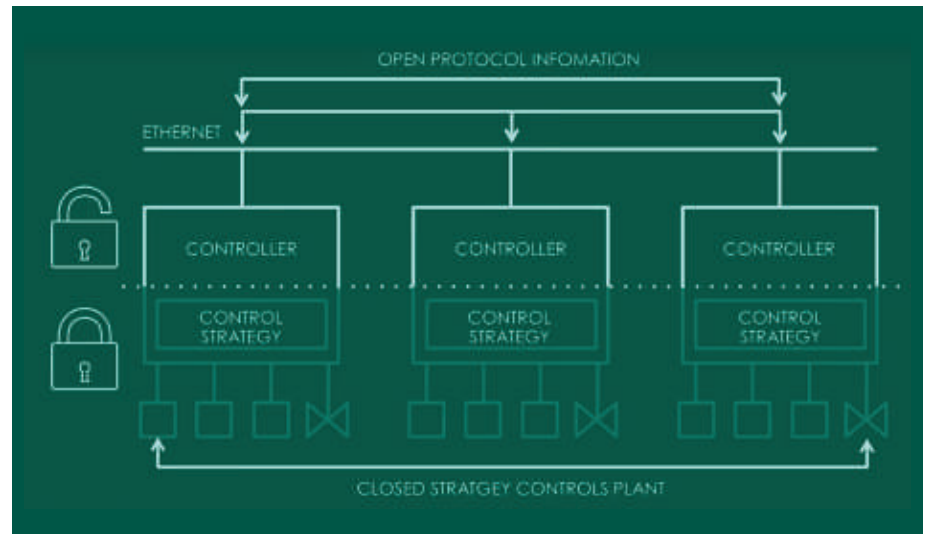 OPEN PROTOCOL INFOMATION
ETHERNET
CONTROLLER
CONTROLLER
CONTROLLER
CONTROL
STRATEGY
CONTROL
STRATEGY
CONTROL
STRATEGY
CLOSED STRATGEY CONTROLS PLANT